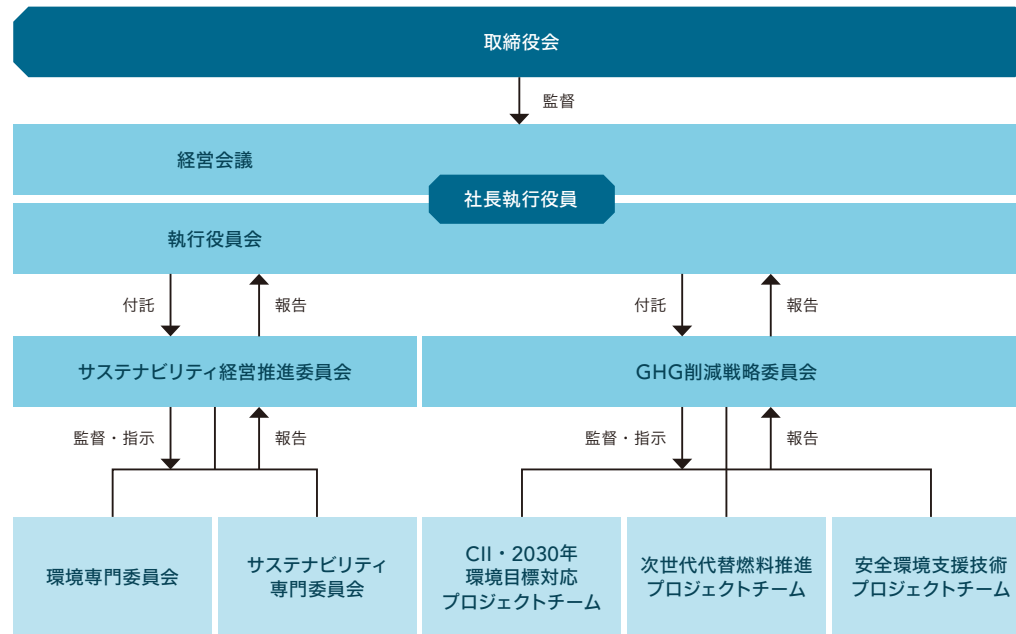 取締役会
監督
経営会議
社長執行役員
執行役員会
付託
報告
付託
報告
サステナビリティ経営推進委員会
GHG削減戦略委員会
監督・指示
報告
監督・指示
報告
環境専門委員会
サステナビリティ
専門委員会
CII・2030年
環境目標対応
プロジェクトチーム
次世代代替燃料推進
プロジェクトチーム
安全環境支援技術
プロジェクトチーム